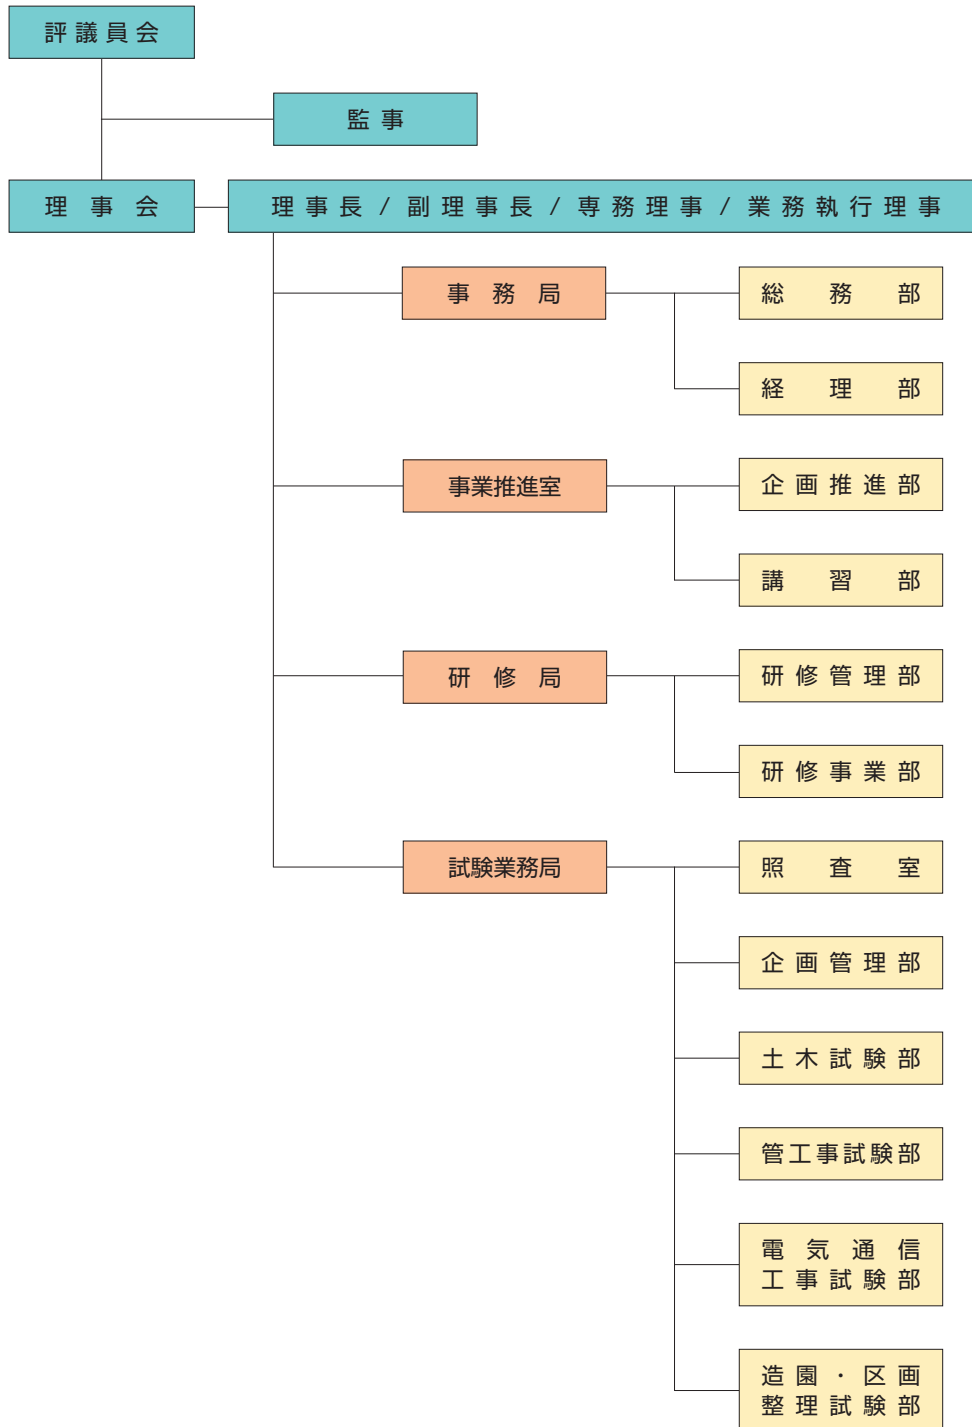 評議員会
監事
理事会
理事長 / 副理事長 / 専務理事 / 業務執行理事
事務局
総務部
経理部
事業推進室
企画推進部
講習部
研修局
研修管理部
研修事業部
試験業務局
照査室
企画管理部
土木試験部
管工事試験部
電気通信
工事試験部
造園・区画
整理試験部